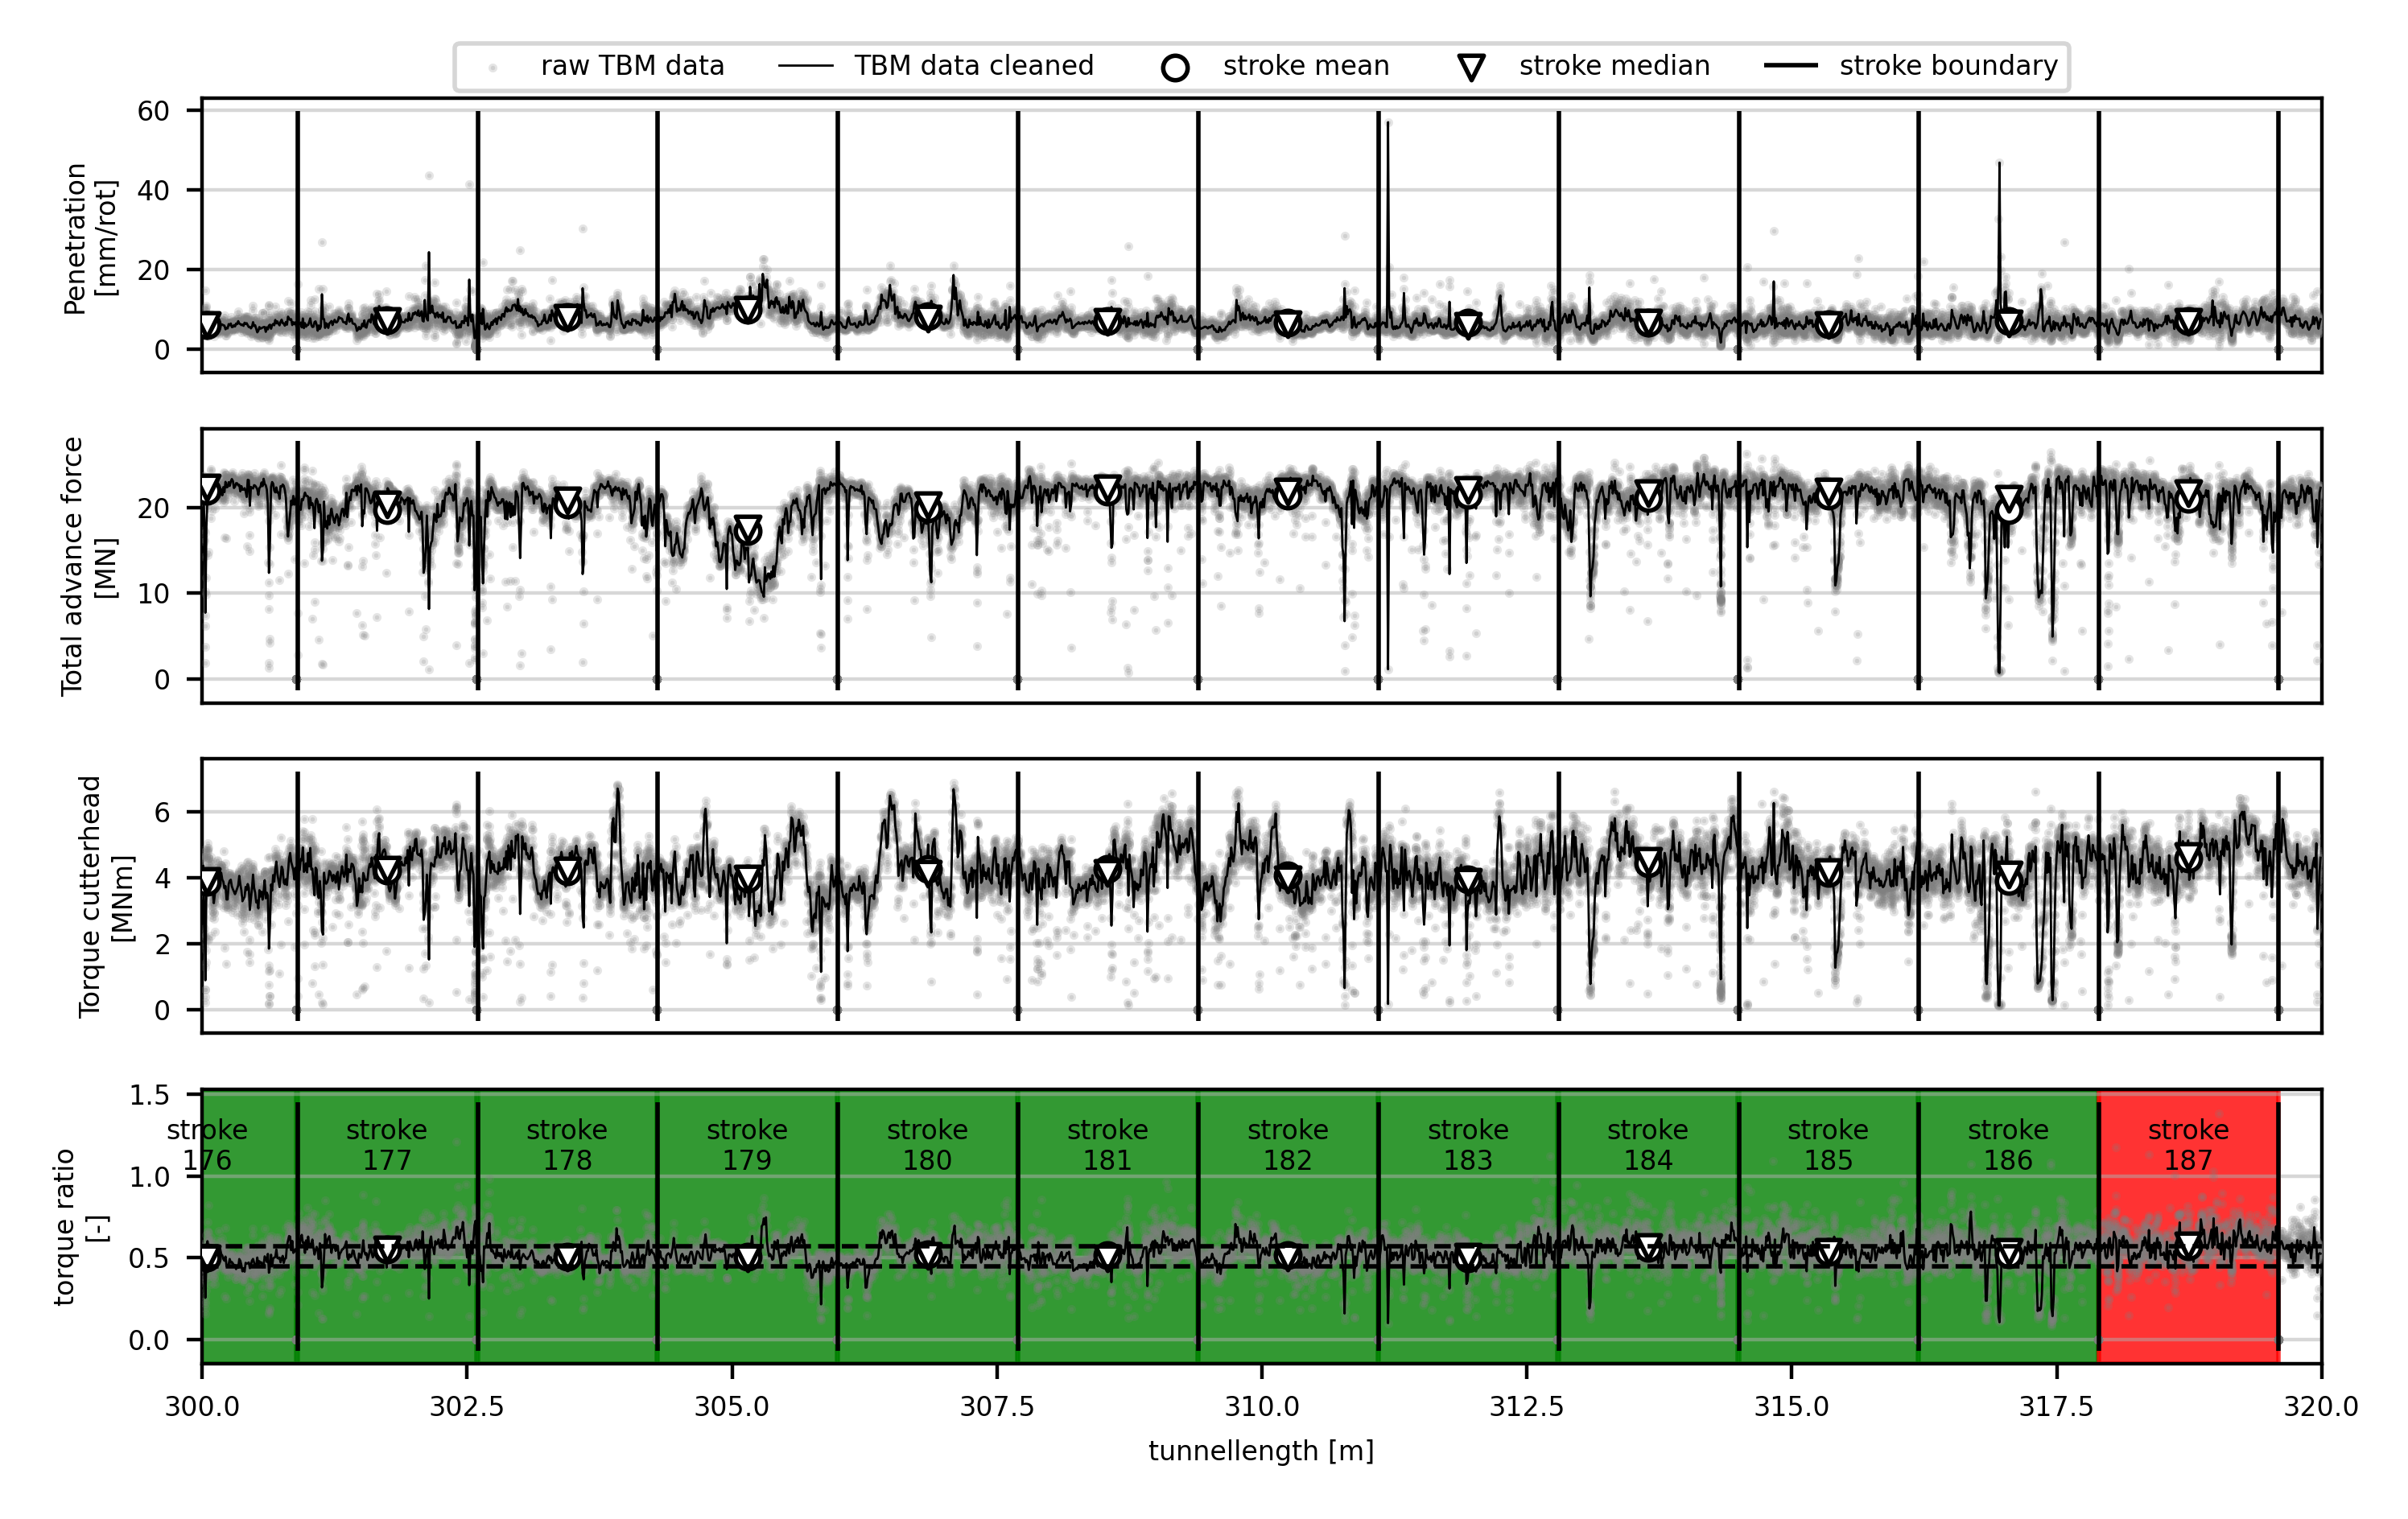 raw TBM data
TBM data cleaned
stroke mean
stroke median
stroke boundary
Penetration
[mm/rot]
60
40
20
0
Total advance force
[MN]
20
10
0
Torque cutterhead
[MNm]
6
4
2
0
torque ratio
[-]
1.5
1.0
0.5
0.0
stroke
176
stroke
177
stroke
178
stroke
179
stroke
180
stroke
181
stroke
182
stroke
183
stroke
184
stroke
185
stroke
186
stroke
187
300.0
302.5
305.0
307.5
310.0
312.5
315.0
317.5
320.0
tunnellength [m]